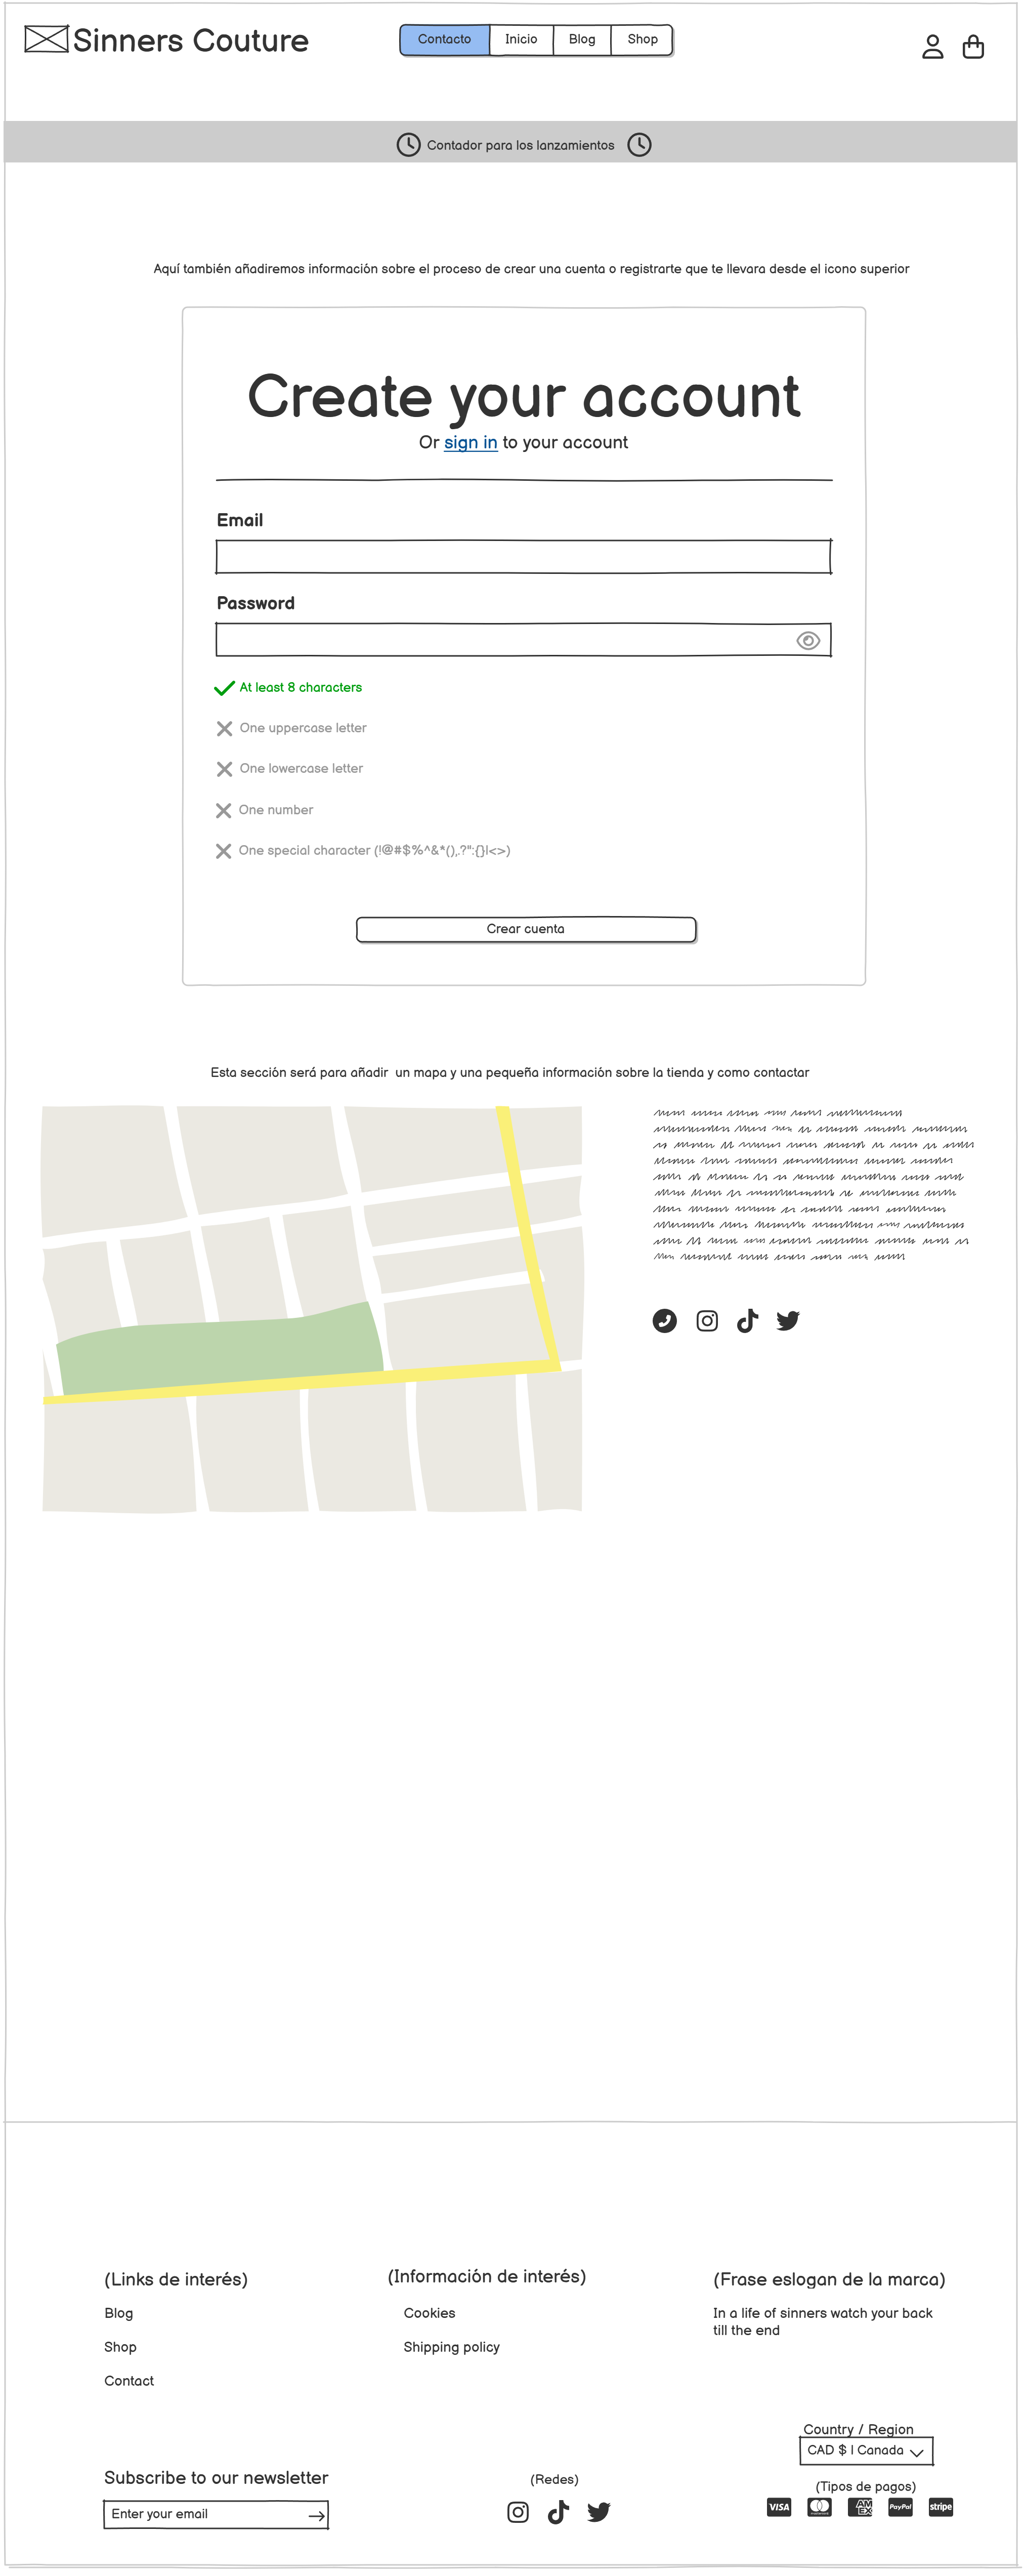 Sinners Couture
Contacto Inicio Blog Shop
Contador para los lanzamientos
Aquí también añadiremos información sobre el proceso de crear una cuenta o registrarte que te llevara desde el icono superior
Create your account
Or sign in to your account
Email
Password
At least 8 characters
One uppercase letter
One lowercase letter
One number
One special character (!@#$%^&*(),.?":{}|<>)
Crear cuenta
Esta sección será para añadir  un mapa y una pequeña información sobre la tienda y como contactar
(Links de interés)
Blog
Shop
Contact
(Información de interés)
Cookies
Shipping policy
(Frase eslogan de la marca)
In a life of sinners watch your back
till the end
Country / Region
CAD $ | Canada
Subscribe to our newsletter
Enter your email
(Redes)
(Tipos de pagos)
VISA
AM
EX
PayPal
stripe